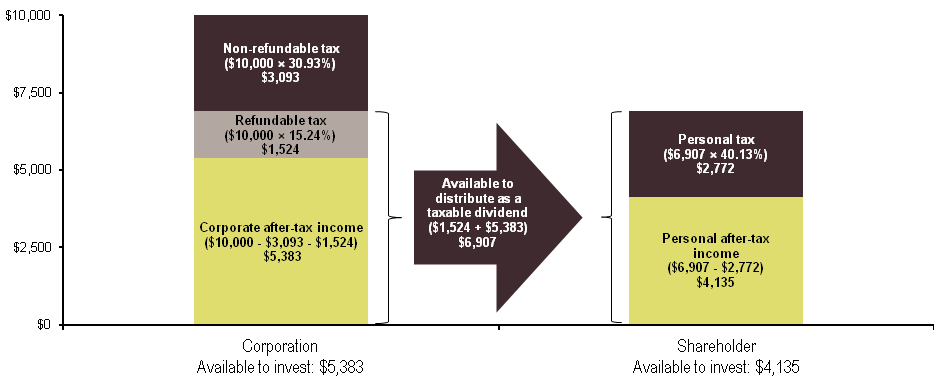 $10,000
$7,500
$5,000
$2,500
$0
Non-refundable tax
($10,000 × 30.93%)
$3,093
Refundable tax
($10,000 × 15.24%)
$1,524
Corporate after-tax income
($10,000 - $3,093 - $1,524)
$5,383
Available to
distribute as a
taxable dividend
($1,524 + $5,383)
$6,907
Personal tax
($6,907 × 40.13%)
$2,772
Personal after-tax
income
($6,907 - $2,772)
$4,135
Corporation
Available to invest: $5,383
Shareholder
Available to invest: $4,135